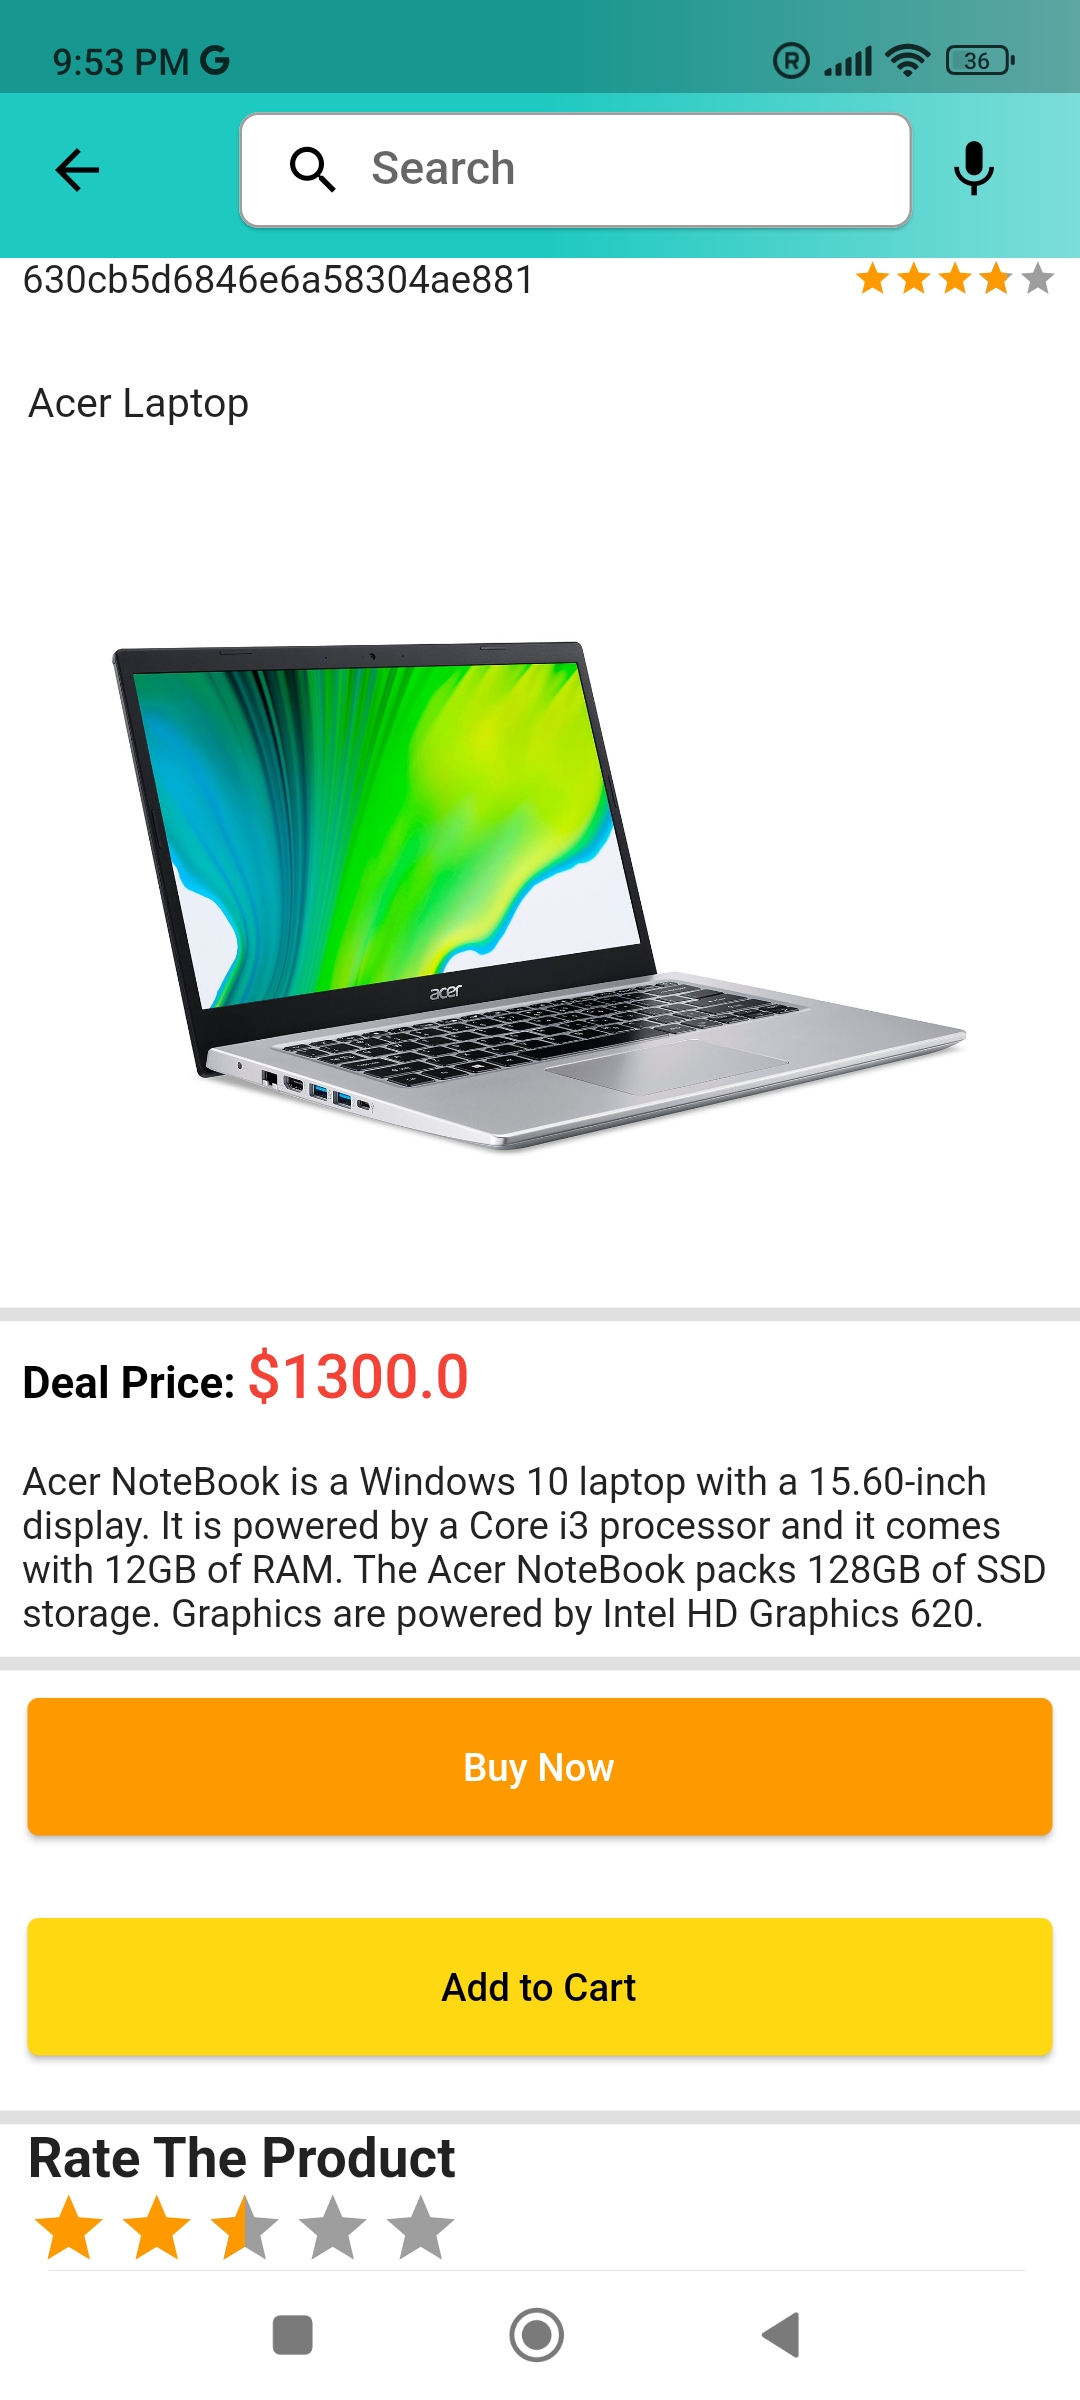 9:53 PM G
R
36
Search
630cb5d6846e6a58304ae881
Acer Laptop
acer
Deal Price: $1300.0
Acer NoteBook is a Windows 10 laptop with a 15.60-inch
display. It is powered by a Core i3 processor and it comes
with 12GB of RAM. The Acer NoteBook packs 128GB of SSD
storage. Graphics are powered by Intel HD Graphics 620.
Buy Now
Add to Cart
Rate The Product